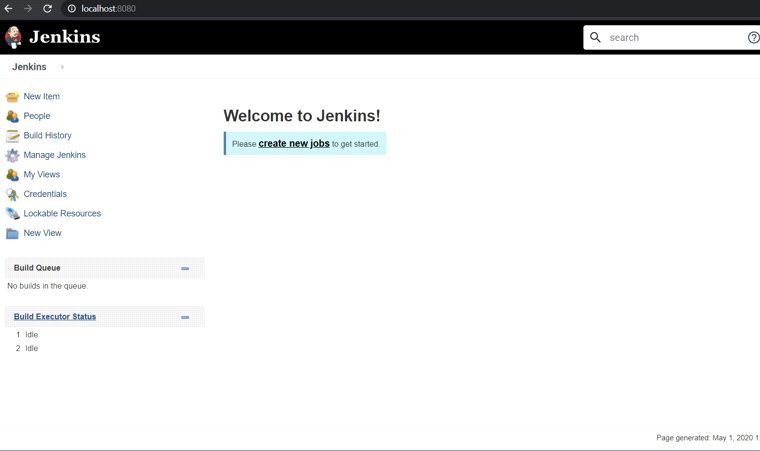 localhost:8080
Jenkins
search
Jenkins
New Item
People
Build History
Manage Jenkins
My Views
Credentials
Lockable Resources
New View
Welcome to Jenkins!
Please create new jobs to get started.
Build Queue
No builds in the queue.
Build Executor Status
1 Idle
2 Idle
Page generated: May 1, 2020 1